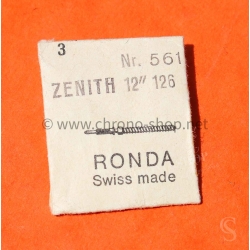 3
Nr. 561
ZENITH 12''' 126
© www.chrono-shop.net
RONDA
Swiss made